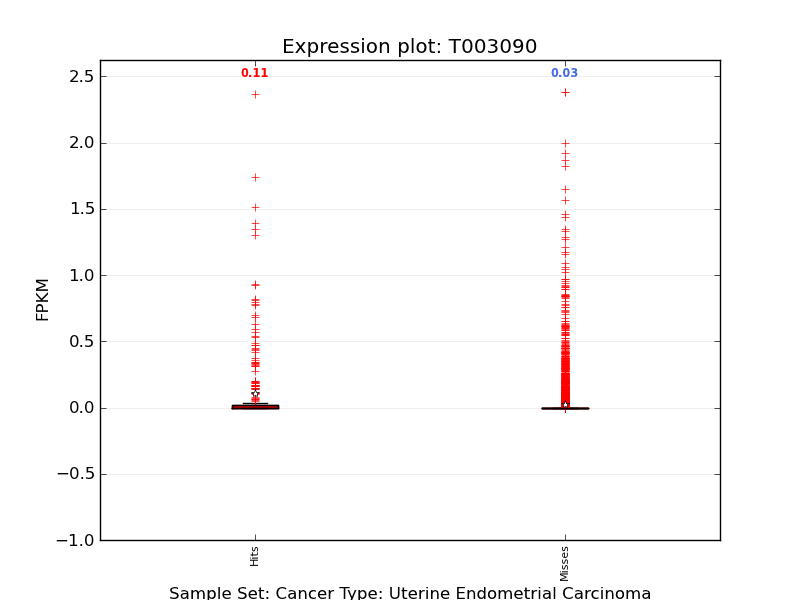 Expression plot: T003090
0.11 0.03
2.5
2.0
1.5
1.0
0.5
0.0
−0.5
−1.0
FPKM
Hits Misses
Sample Set: Cancer Type: Uterine Endometrial Carcinoma